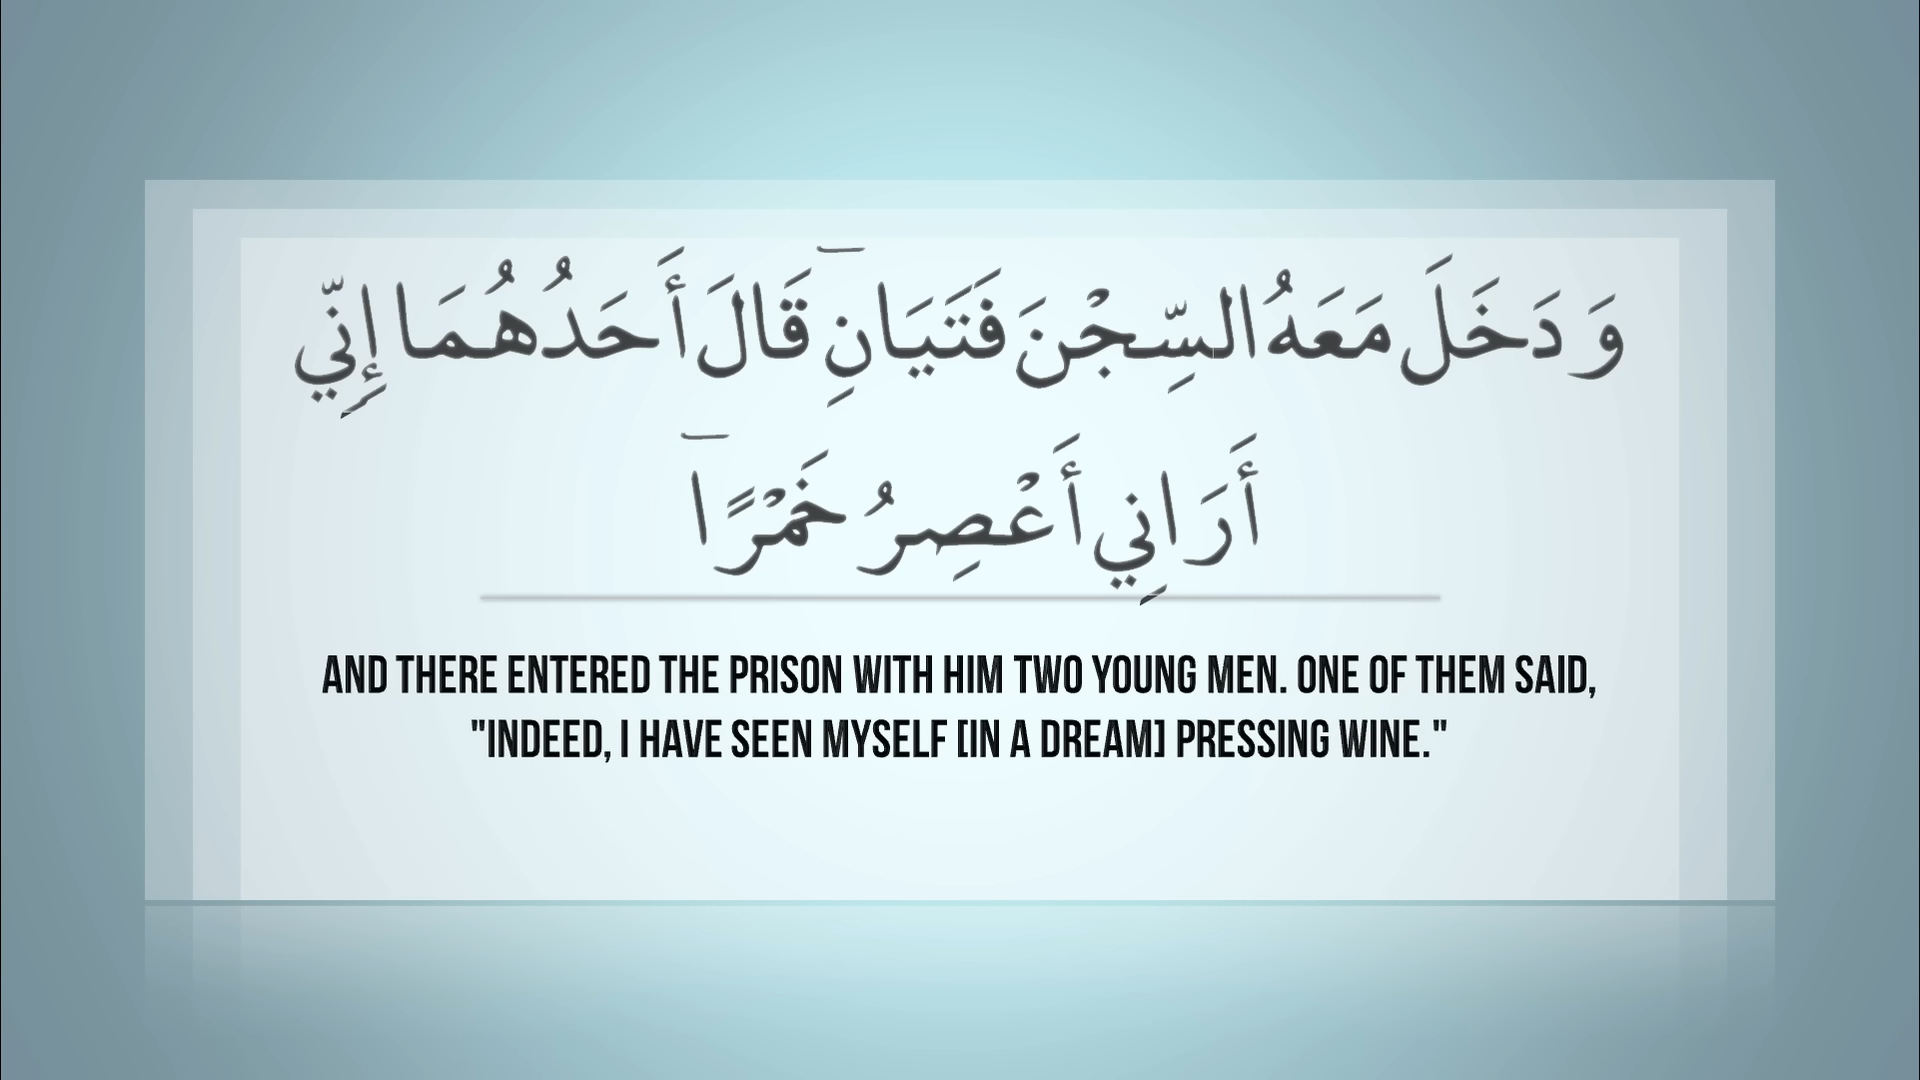 وَدَخَلَ مَعَهُ السِّجْنَ فَتَيَانِۖ قَالَ أَحَدُهُمَا إِنِّي
أَرَانِي أَعْصِرُ خَمْرًاۖ
AND THERE ENTERED THE PRISON WITH HIM TWO YOUNG MEN. ONE OF THEM SAID,
"INDEED, I HAVE SEEN MYSELF [IN A DREAM] PRESSING WINE."